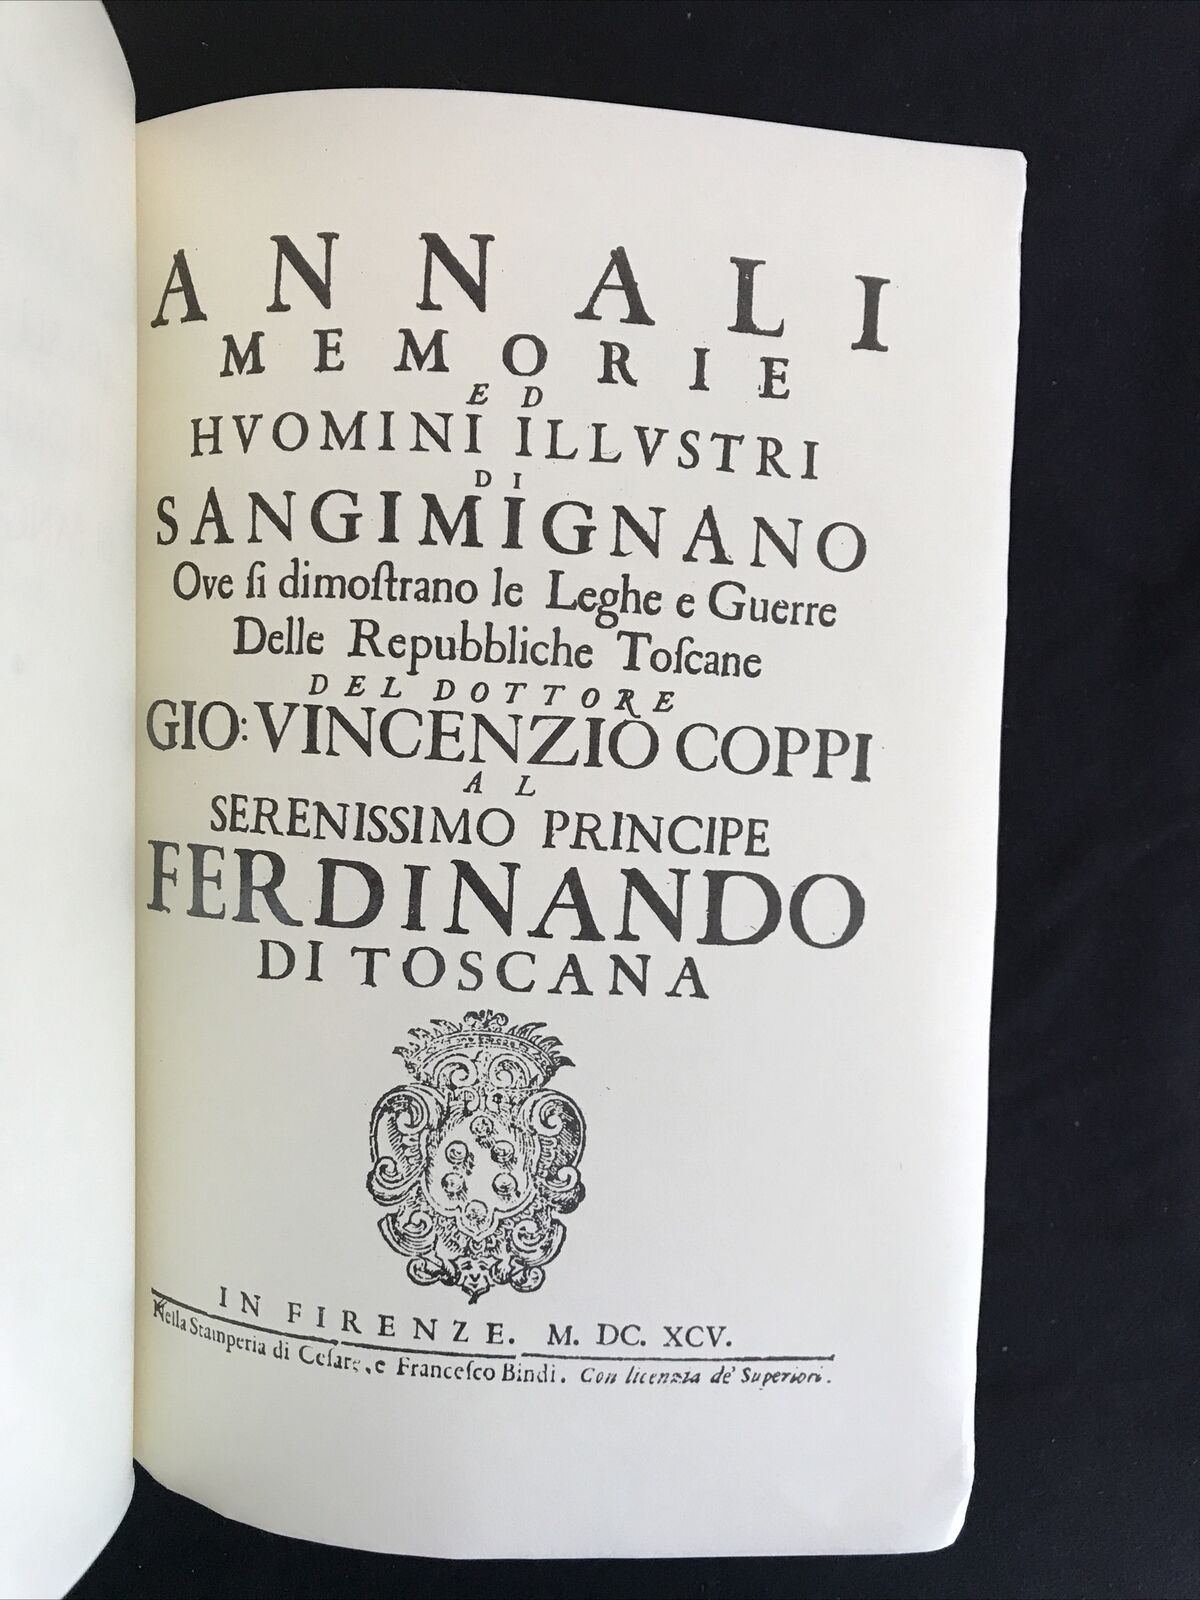 ANNALI
MEMORIE
ED
HVOMINI ILLVSTRI
DI
SANGIMIGNANO
Ove ſi dimoſtrano le Leghe e Guerre
Delle Repubbliche Toſcane
DEL DOTTORE
GIO: VINCENZIO COPPI
AL
SERENISSIMO PRINCIPE
FERDINANDO
DI TOSCANA
IN FIRENZE. M. DC. XCV.
Nella Stamperia di Ceſare, e Franceſco Bindi. Con licenzia de' Superiori.